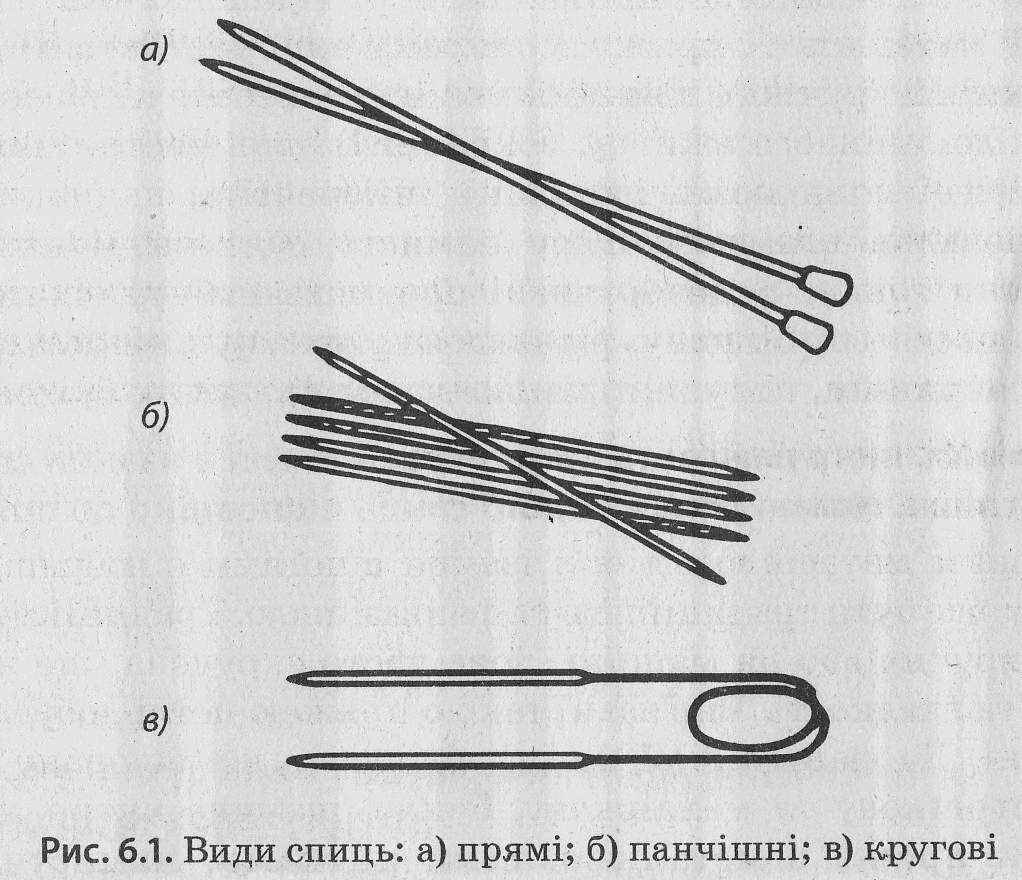 а)
б)
в)
Рис. 6.1. Види спиць: а) прямі; б) панчішні; в) кругові